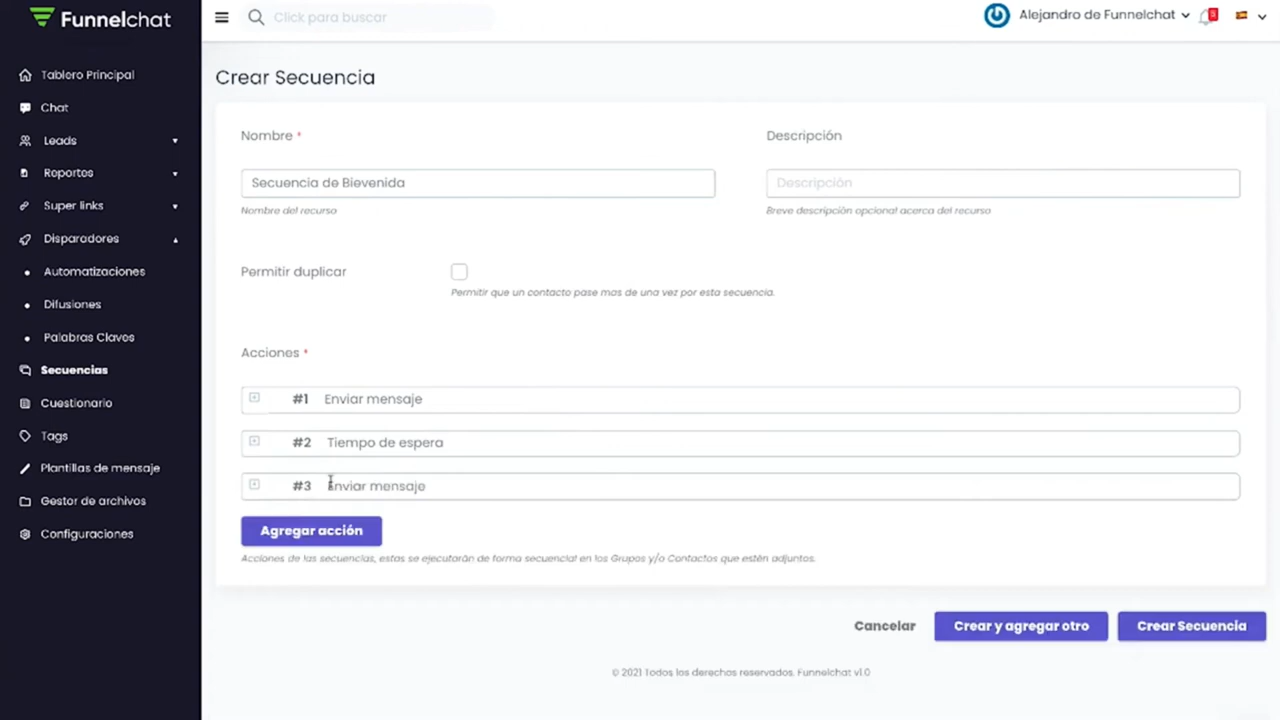 Funnelchat
Click para buscar
Alejandro de Funnelchat
Tablero Principal
Chat
Leads
Reportes
Super links
Disparadores
Automatizaciones
Difusiones
Palabras Claves
Secuencias
Cuestionario
Tags
Plantillas de mensaje
Gestor de archivos
Configuraciones
Crear Secuencia
Nombre *
Descripción
Secuencia de Bievenida
Descripción
Nombre del recurso
Breve descripción opcional acerca del recurso
Permitir duplicar
Permitir que un contacto pase mas de una vez por esta secuencia.
Acciones *
#1 Enviar mensaje
#2 Tiempo de espera
#3 Enviar mensaje
Agregar acción
Acciones de las secuencias, estas se ejecutarán de forma secuencial en los Grupos y/o Contactos que estén adjuntos.
Cancelar
Crear y agregar otro
Crear Secuencia
© 2021 Todos los derechos reservados, Funnelchat v1.0